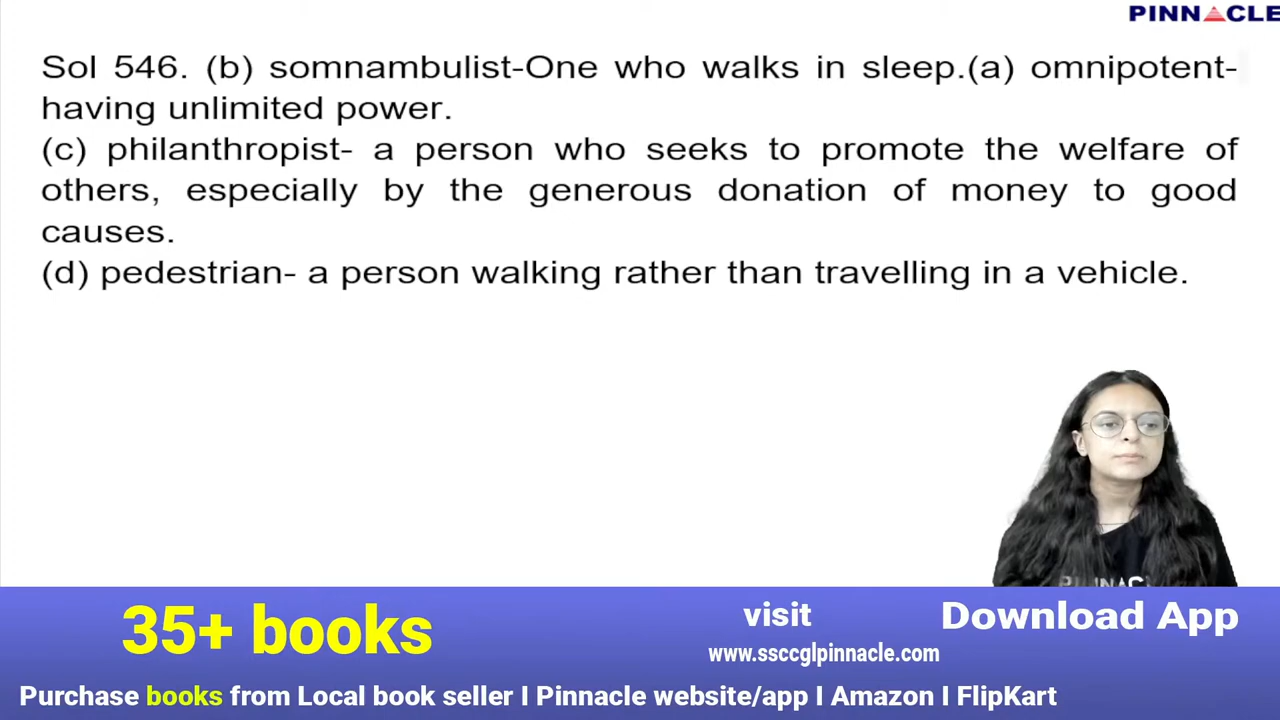 PINNACLE
Sol 546. (b) somnambulist-One who walks in sleep.(a) omnipotent-
having unlimited power.
(c) philanthropist- a person who seeks to promote the welfare of
others, especially by the generous donation of money to good
causes.
(d) pedestrian- a person walking rather than travelling in a vehicle.
PINNACLE
35+ books
visit
www.ssccglpinnacle.com
Download App
Purchase books from Local book seller I Pinnacle website/app I Amazon I FlipKart